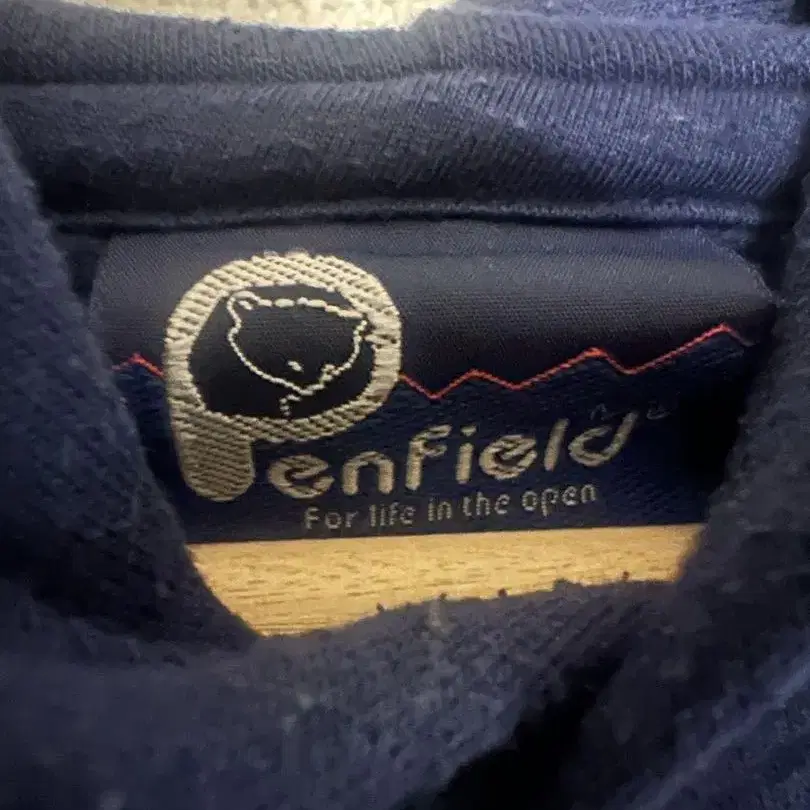 Penfield
For life in the open